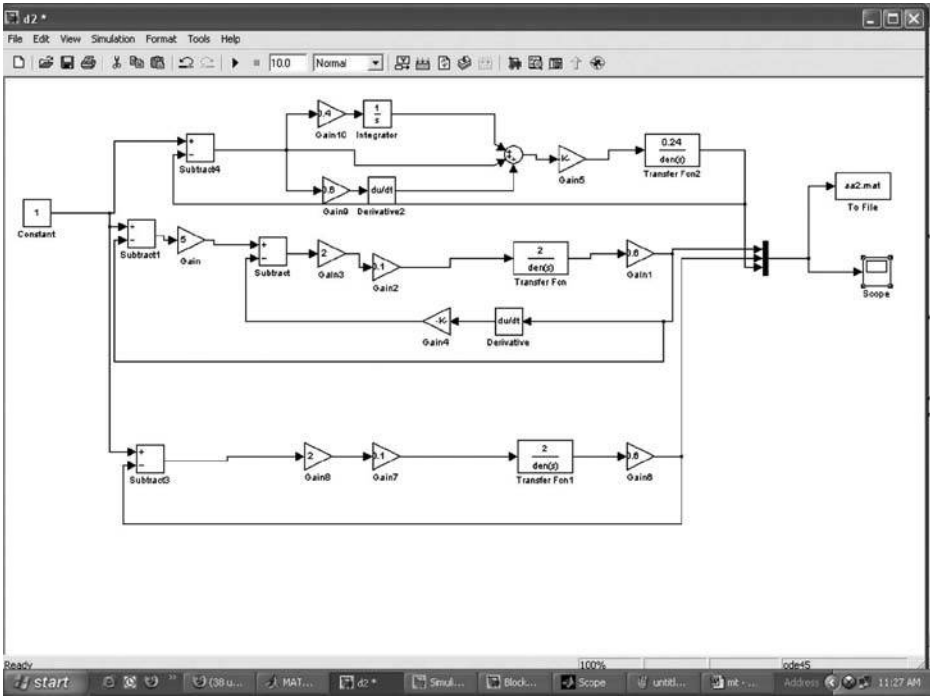 d2 *
File Edit View Simulation Format Tools Help
10.0 Normal
0.4
Gain10
1
s
Integrator
+
−
Subtract4
0.24
den(s)
Transfer Fcn2
-K-
Gain5
0.6
Gain9
du/dt
Derivative2
aa2.mat
To File
1
Constant
+
−
Subtract1
5
Gain
+
−
Subtract
2
Gain3
0.1
Gain2
2
den(s)
Transfer Fcn
0.6
Gain1
Scope
-K-
Gain4
du/dt
Derivative
+
−
Subtract3
2
Gain8
0.1
Gain7
2
den(s)
Transfer Fcn1
0.6
Gain6
Ready 100% ode45
start (38 u... MAT... d2 * Simul... Block... Scope untitl... mt - ... Address 11:27 AM